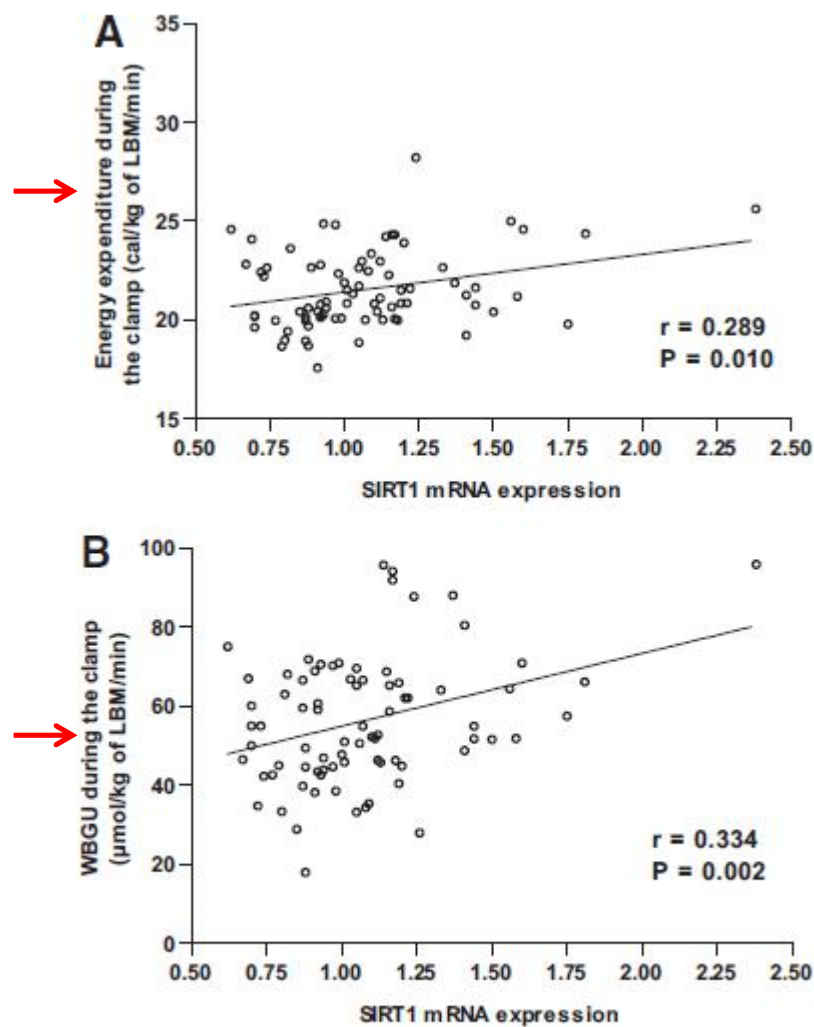 A
Energy expenditure during
the clamp (cal/kg of LBM/min)
35
30
25
20
15
r = 0.289
P = 0.010
0.50 0.75 1.00 1.25 1.50 1.75 2.00 2.25 2.50
SIRT1 mRNA expression
B
WBGU during the clamp
(µmol/kg of LBM/min)
100
80
60
40
20
0
r = 0.334
P = 0.002
0.50 0.75 1.00 1.25 1.50 1.75 2.00 2.25 2.50
SIRT1 mRNA expression